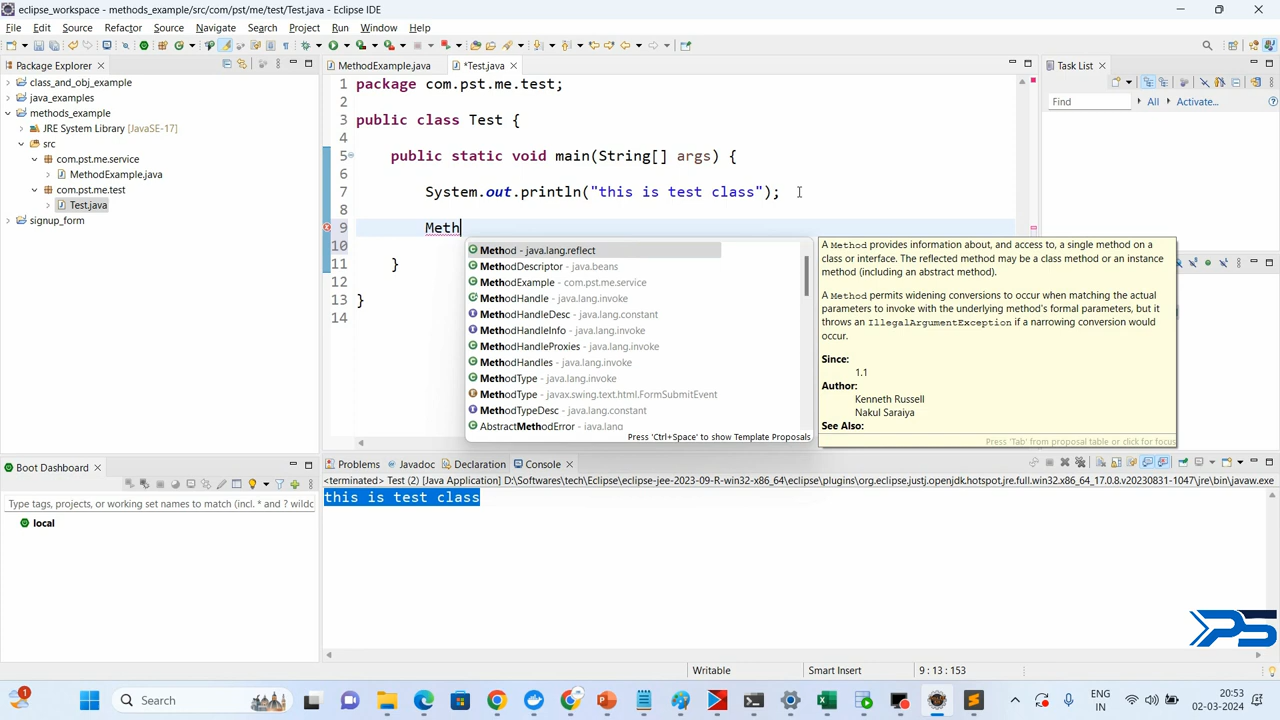 eclipse_workspace - methods_example/src/com/pst/me/test/Test.java - Eclipse IDE
File Edit Source Refactor Source Navigate Search Project Run Window Help
Package Explorer
MethodExample.java
*Test.java
Task List
class_and_obj_example
java_examples
methods_example
JRE System Library [JavaSE-17]
src
com.pst.me.service
MethodExample.java
com.pst.me.test
Test.java
signup_form
1 package com.pst.me.test;
2
3 public class Test {
4
5 public static void main(String[] args) {
6
7 System.out.println("this is test class");
8
9 Meth
10
11 }
12
13 }
14
Find All Activate...
Method - java.lang.reflect
MethodDescriptor - java.beans
MethodExample - com.pst.me.service
MethodHandle - java.lang.invoke
MethodHandleDesc - java.lang.constant
MethodHandleInfo - java.lang.invoke
MethodHandleProxies - java.lang.invoke
MethodHandles - java.lang.invoke
MethodType - java.lang.invoke
MethodType - javax.swing.text.html.FormSubmitEvent
MethodTypeDesc - java.lang.constant
AbstractMethodError - java.lang
Press 'Ctrl+Space' to show Template Proposals
A Method provides information about, and access to, a single method on a
class or interface. The reflected method may be a class method or an instance
method (including an abstract method).
A Method permits widening conversions to occur when matching the actual
parameters to invoke with the underlying method's formal parameters, but it
throws an IllegalArgumentException if a narrowing conversion would
occur.
Since:
1.1
Author:
Kenneth Russell
Nakul Saraiya
See Also:
Press 'Tab' from proposal table or click for focus
Boot Dashboard
Type tags, projects, or working set names to match (incl. * and ? wildc
local
Problems Javadoc Declaration Console
<terminated> Test (2) [Java Application] D:\Softwares\tech\Eclipse\eclipse-jee-2023-09-R-win32-x86_64\eclipse\plugins\org.eclipse.justj.openjdk.hotspot.jre.full.win32.x86_64_17.0.8.v20230831-1047\jre\bin\javaw.exe
this is test class
PS
Writable Smart Insert 9 : 13 : 153
1
Search
ENG
IN
20:53
02-03-2024